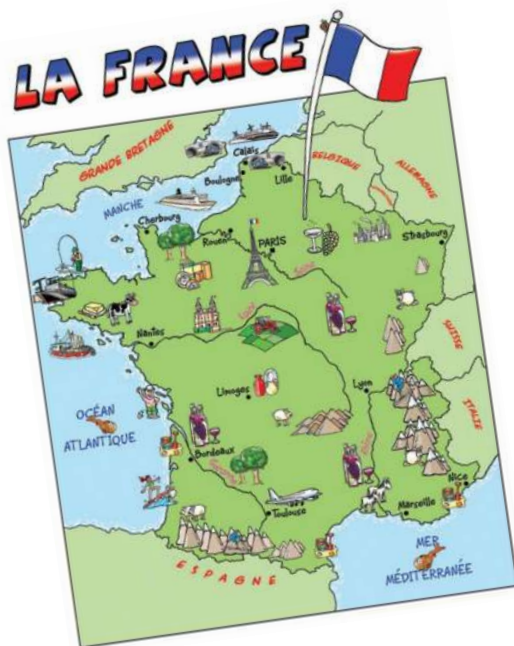 LA FRANCE
GRANDE BRETAGNE
Calais
BELGIQUE
ALLEMAGNE
Boulogne
Lille
MANCHE
Cherbourg
Rouen
PARIS
Strasbourg
Nantes
SUISSE
Limoges
Lyon
ITALIE
OCÉAN
ATLANTIQUE
Bordeaux
Nice
Toulouse
Marseille
MER
MÉDITERRANÉE
ESPAGNE